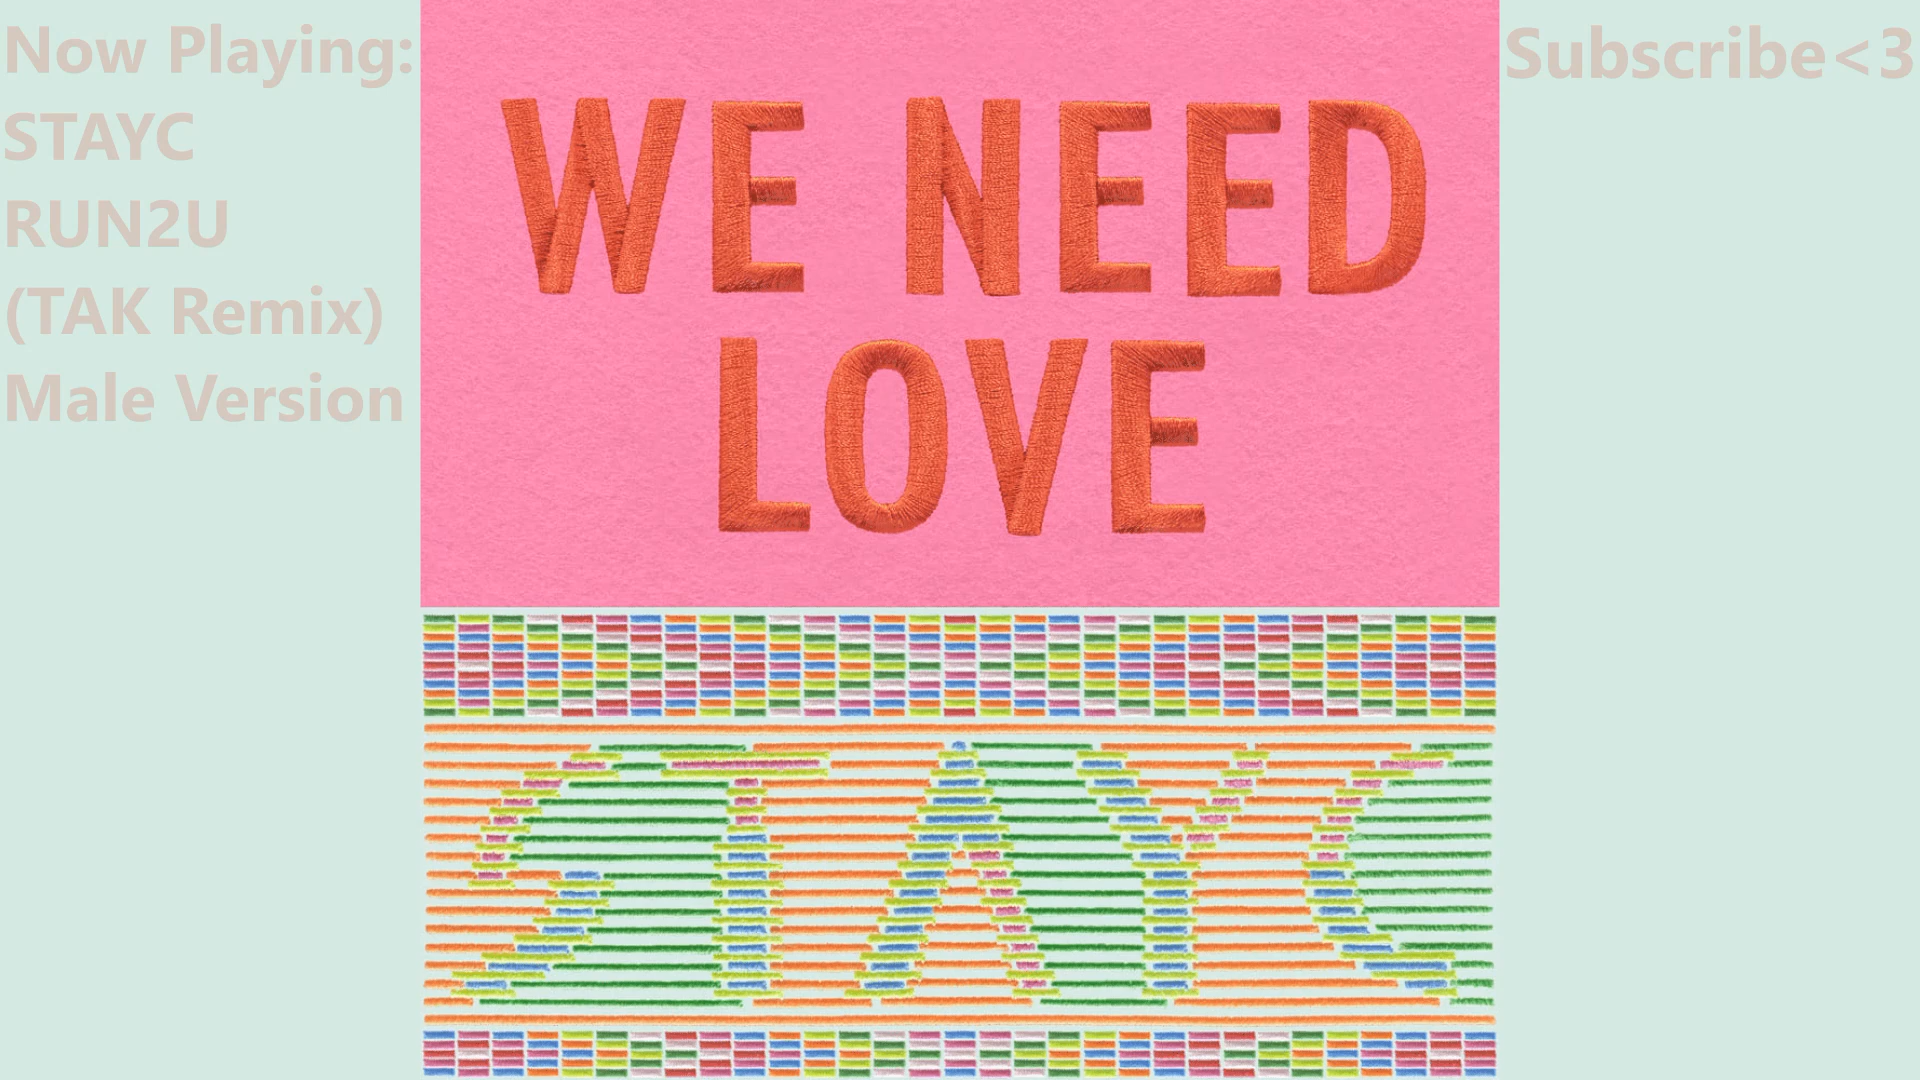 Now Playing:
STAYC
RUN2U
(TAK Remix)
Male Version
WE NEED
LOVE
STAYC
Subscribe<3